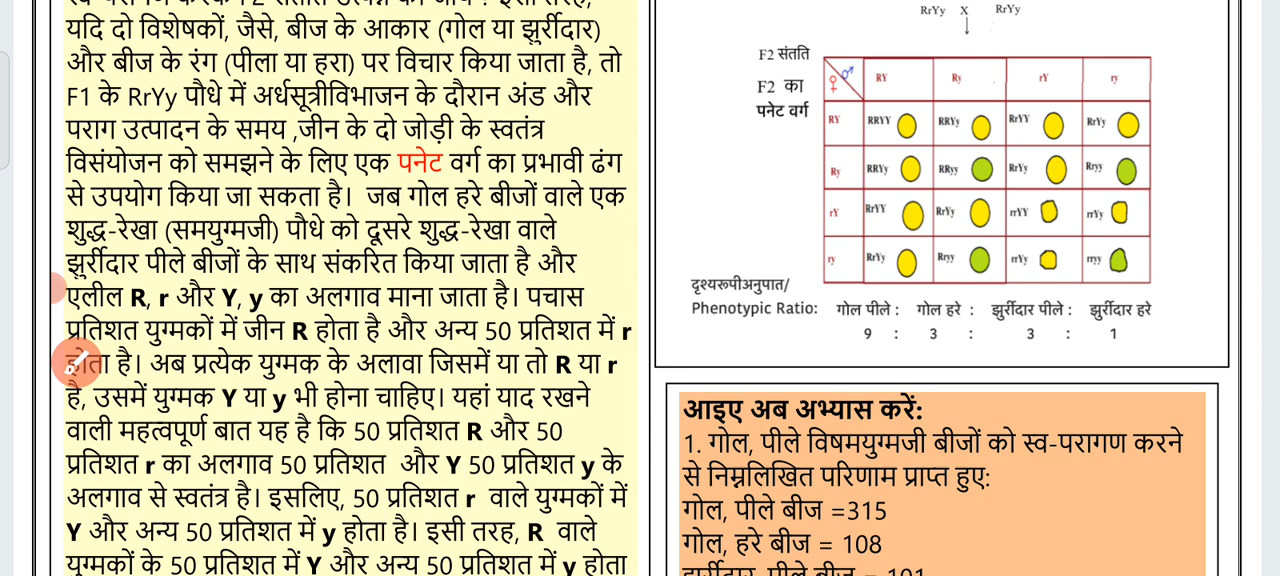 यदि दो विशेषकों, जैसे, बीज के आकार (गोल या झुर्रीदार)
और बीज के रंग (पीला या हरा) पर विचार किया जाता है, तो
F1 के RrYy पौधे में अर्धसूत्रीविभाजन के दौरान अंड और
पराग उत्पादन के समय ,जीन के दो जोड़ी के स्वतंत्र
विसंयोजन को समझने के लिए एक पनेट वर्ग का प्रभावी ढंग
से उपयोग किया जा सकता है। जब गोल हरे बीजों वाले एक
शुद्ध-रेखा (समयुग्मजी) पौधे को दूसरे शुद्ध-रेखा वाले
झुर्रीदार पीले बीजों के साथ संकरित किया जाता है और
एलील R, r और Y, y का अलगाव माना जाता है। पचास
प्रतिशत युग्मकों में जीन R होता है और अन्य 50 प्रतिशत में r
होता है। अब प्रत्येक युग्मक के अलावा जिसमें या तो R या r
है, उसमें युग्मक Y या y भी होना चाहिए। यहां याद रखने
वाली महत्वपूर्ण बात यह है कि 50 प्रतिशत R और 50
प्रतिशत r का अलगाव 50 प्रतिशत और Y 50 प्रतिशत y के
अलगाव से स्वतंत्र है। इसलिए, 50 प्रतिशत r वाले युग्मकों में
Y और अन्य 50 प्रतिशत में y होता है। इसी तरह, R वाले
युग्मकों के 50 प्रतिशत में Y और अन्य 50 प्रतिशत में y होता
RrYy X RrYy
F2 संतति
F2 का
पनेट वर्ग
♀ ♂ RY Ry rY ry
RY RRYY RRYy RrYY RrYy
Ry RRYy RRyy RrYy Rryy
rY RrYY RrYy rrYY rrYy
ry RrYy Rryy rrYy rryy
दृश्यरूपीअनुपात/
Phenotypic Ratio: गोल पीले : गोल हरे : झुर्रीदार पीले : झुर्रीदार हरे
9 : 3 : 3 : 1
आइए अब अभ्यास करें:
1. गोल, पीले विषमयुग्मजी बीजों को स्व-परागण करने
से निम्नलिखित परिणाम प्राप्त हुए:
गोल, पीले बीज =315
गोल, हरे बीज = 108
झुर्रीदार, पीले बीज = 101